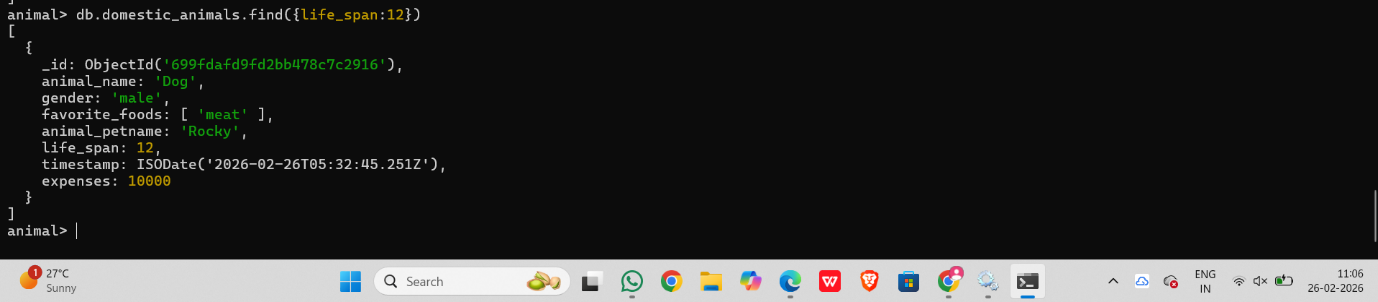 ]
animal> db.domestic_animals.find({life_span:12})
[
  {
    _id: ObjectId('699fdafd9fd2bb478c7c2916'),
    animal_name: 'Dog',
    gender: 'male',
    favorite_foods: [ 'meat' ],
    animal_petname: 'Rocky',
    life_span: 12,
    timestamp: ISODate('2026-02-26T05:32:45.251Z'),
    expenses: 10000
  }
]
animal>
1
27°C
Sunny
Search
W
ENG
IN
11:06
26-02-2026